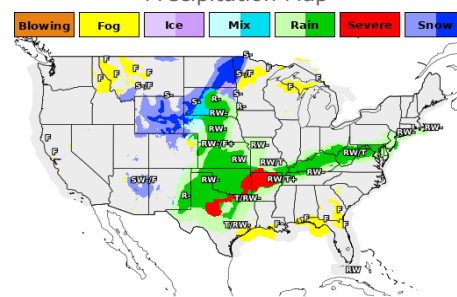 Precipitation Map
Blowing Fog Ice Mix Rain Severe Snow
S-
F F
F F F
S-/F S-/F F F F
S- S- R- S- R-
RW-
RW- RW-+ RW-
F RW-/F+ RW-
F RW RW/T RW/T
SW-/F RW- RW/T+ RW-
R- T/RW-
T/RW- F- F F F F F
RW